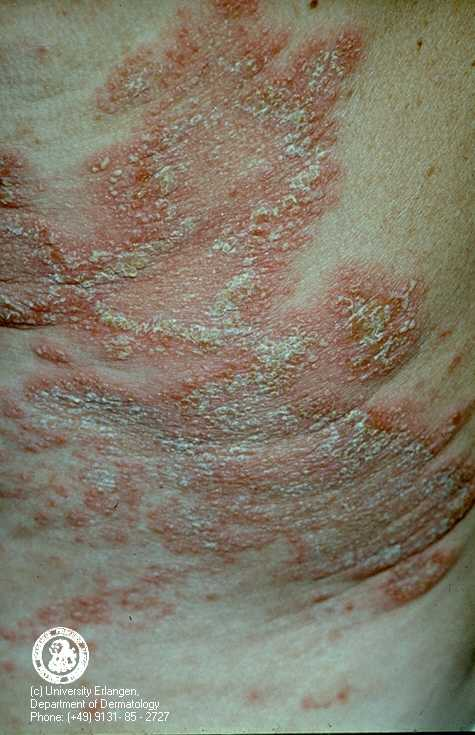 (c) University Erlangen,
Department of Dermatology
Phone: (+49) 9131- 85 - 2727